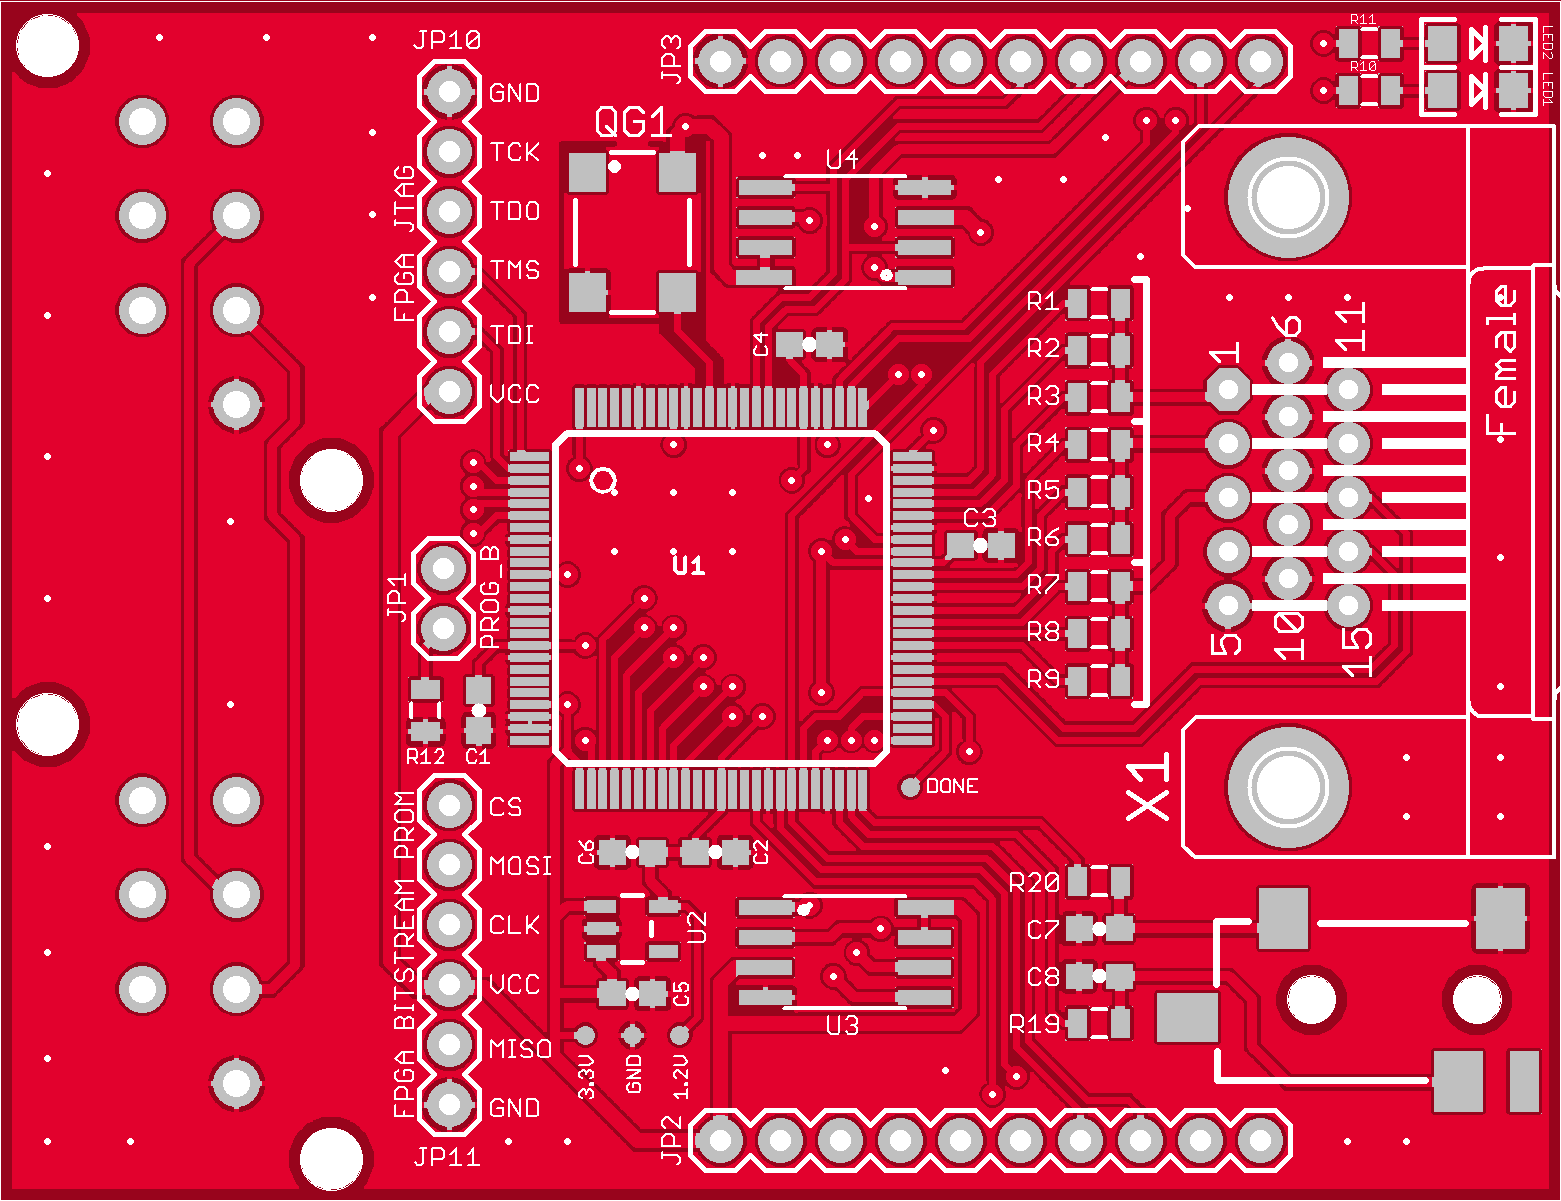 JP10
JP3
R11
LED2
R10
LED1
GND
TCK
TDO
TMS
TDI
VCC
FPGA JTAG
QG1
U4
C4
R1
R2
R3
R4
R5
R6
R7
R8
R9
1
6
11
5
10
15
Female
C3
U1
JP1
PROG_B
R12
C1
DONE
X1
CS
MOSI
CLK
VCC
MISO
GND
FPGA BITSTREAM PROM
JP11
C6
C2
U2
C5
3.3V
GND
1.2V
U3
R20
C7
C8
R19
JP2